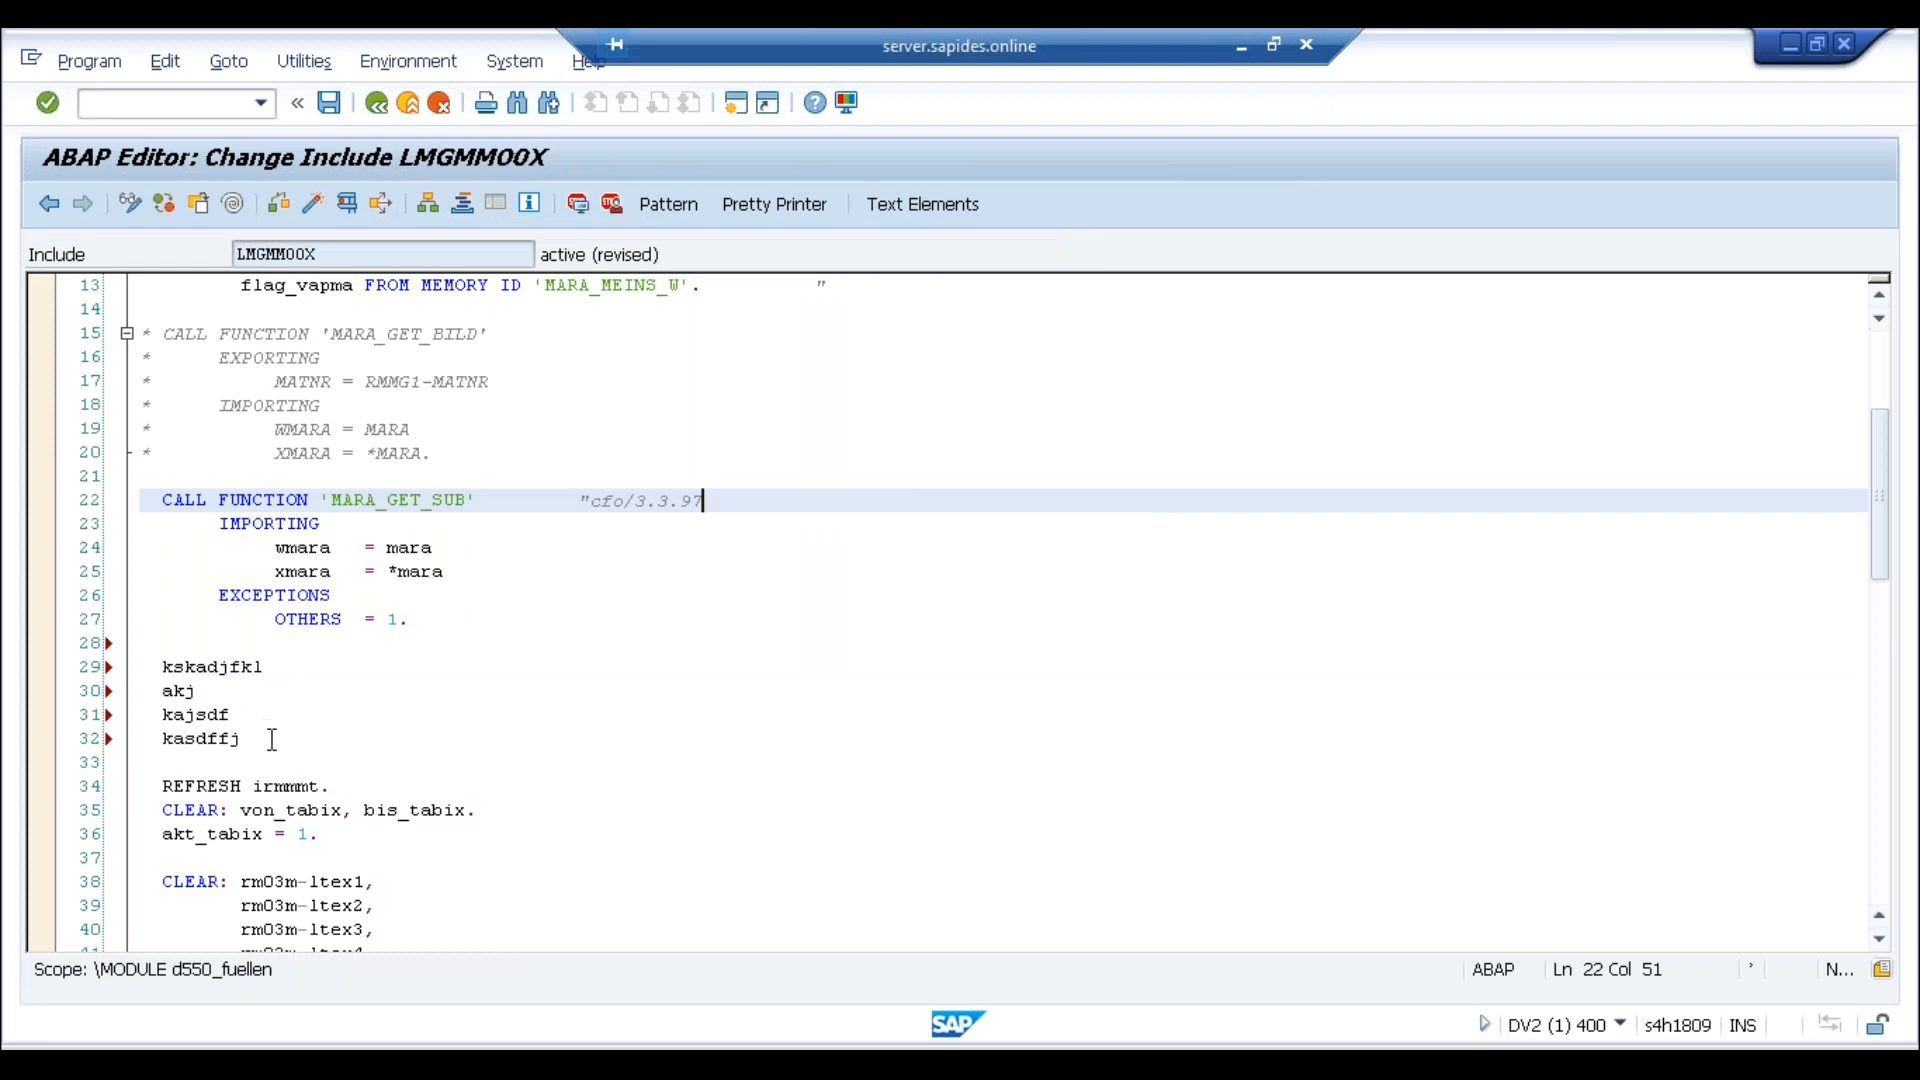 server.sapides.online
Program Edit Goto Utilities Environment System Help
ABAP Editor: Change Include LMGMMO0X
Pattern Pretty Printer Text Elements
Include LMGMMO0X active (revised)
13 flag_vapma FROM MEMORY ID 'MARA_MEINS_W'. "
14
15 * CALL FUNCTION 'MARA_GET_BILD'
16 * EXPORTING
17 * MATNR = RMMG1-MATNR
18 * IMPORTING
19 * WMARA = MARA
20 * XMARA = *MARA.
21
22 CALL FUNCTION 'MARA_GET_SUB' "cfo/3.3.97
23 IMPORTING
24 wmara = mara
25 xmara = *mara
26 EXCEPTIONS
27 OTHERS = 1.
28
29 kskadjfkl
30 akj
31 kajsdf
32 kasdffj
33
34 REFRESH irmmmt.
35 CLEAR: von_tabix, bis_tabix.
36 akt_tabix = 1.
37
38 CLEAR: rm03m-ltex1,
39 rm03m-ltex2,
40 rm03m-ltex3,
Scope: \MODULE d550_fuellen ABAP Ln 22 Col 51 N...
SAP
DV2 (1) 400 s4h1809 INS